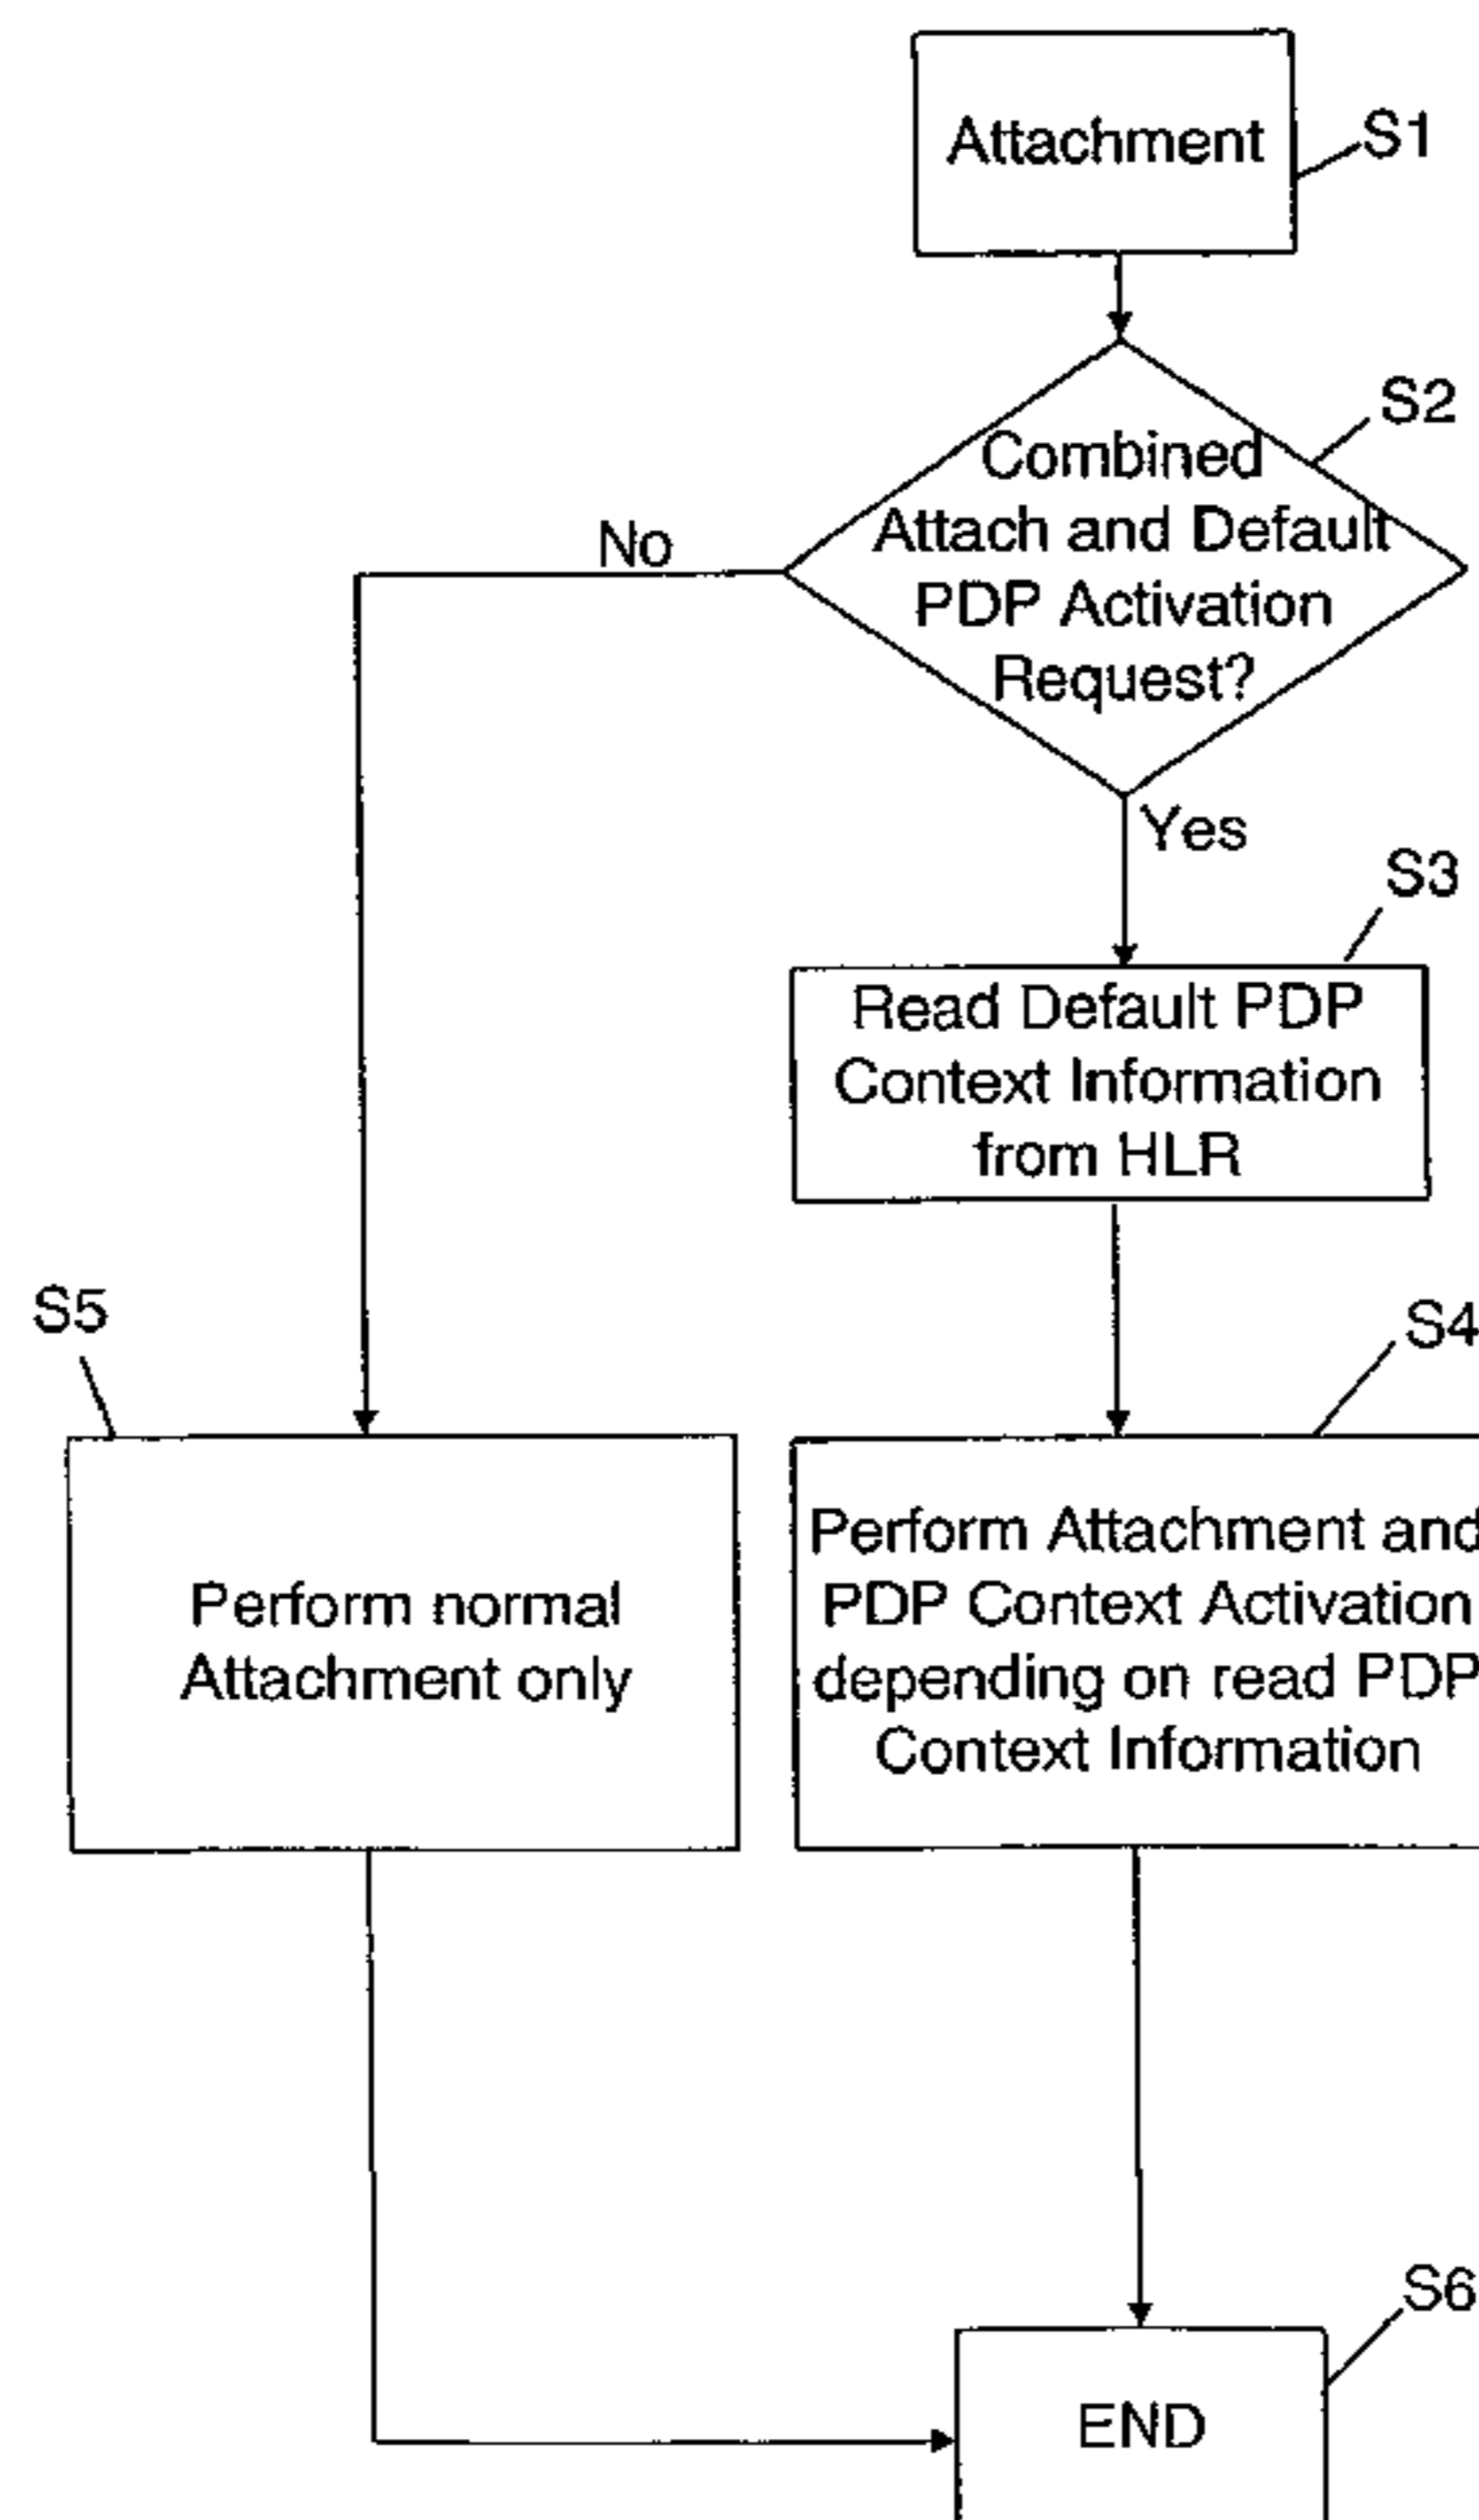 Attachment
S1
S2
Combined
Attach and Default
PDP Activation
Request?
No
Yes
S3
Read Default PDP
Context Information
from HLR
S5
S4
Perform normal
Attachment only
Perform Attachment and
PDP Context Activation
depending on read PDP
Context Information
S6
END